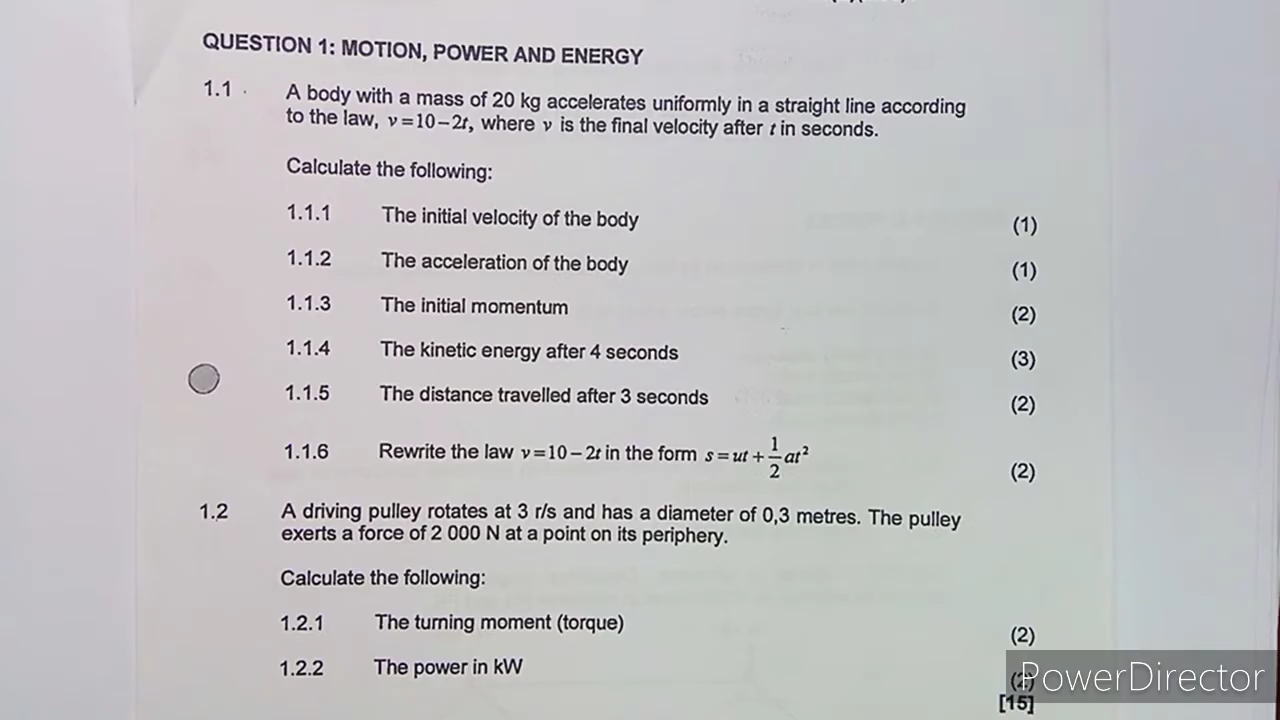 QUESTION 1: MOTION, POWER AND ENERGY
1.1 A body with a mass of 20 kg accelerates uniformly in a straight line according
to the law, v=10−2t, where v is the final velocity after t in seconds.
Calculate the following:
1.1.1 The initial velocity of the body (1)
1.1.2 The acceleration of the body (1)
1.1.3 The initial momentum (2)
1.1.4 The kinetic energy after 4 seconds (3)
1.1.5 The distance travelled after 3 seconds (2)
1.1.6 Rewrite the law v=10−2t in the form s=ut+1/2at² (2)
1.2 A driving pulley rotates at 3 r/s and has a diameter of 0,3 metres. The pulley
exerts a force of 2 000 N at a point on its periphery.
Calculate the following:
1.2.1 The turning moment (torque) (2)
1.2.2 The power in kW (2)
[15]
PowerDirector